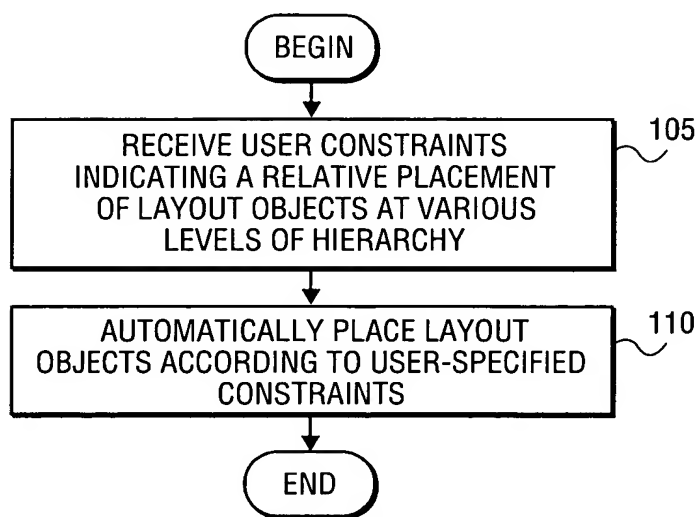 BEGIN
RECEIVE USER CONSTRAINTS
INDICATING A RELATIVE PLACEMENT
OF LAYOUT OBJECTS AT VARIOUS
LEVELS OF HIERARCHY
105
AUTOMATICALLY PLACE LAYOUT
OBJECTS ACCORDING TO USER-SPECIFIED
CONSTRAINTS
110
END